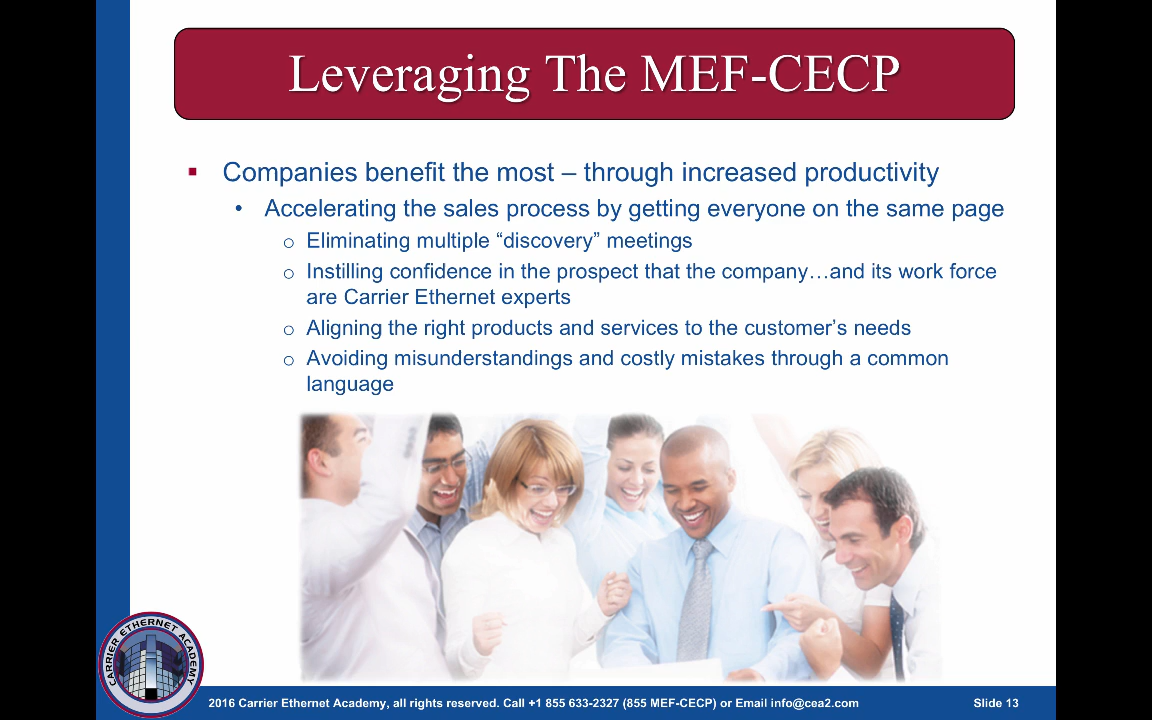 Leveraging The MEF-CECP
▪ Companies benefit the most – through increased productivity
• Accelerating the sales process by getting everyone on the same page
o Eliminating multiple “discovery” meetings
o Instilling confidence in the prospect that the company…and its work force
are Carrier Ethernet experts
o Aligning the right products and services to the customer’s needs
o Avoiding misunderstandings and costly mistakes through a common
language
CARRIER ETHERNET ACADEMY
2016 Carrier Ethernet Academy, all rights reserved. Call +1 855 633-2327 (855 MEF-CECP) or Email info@cea2.com
Slide 13